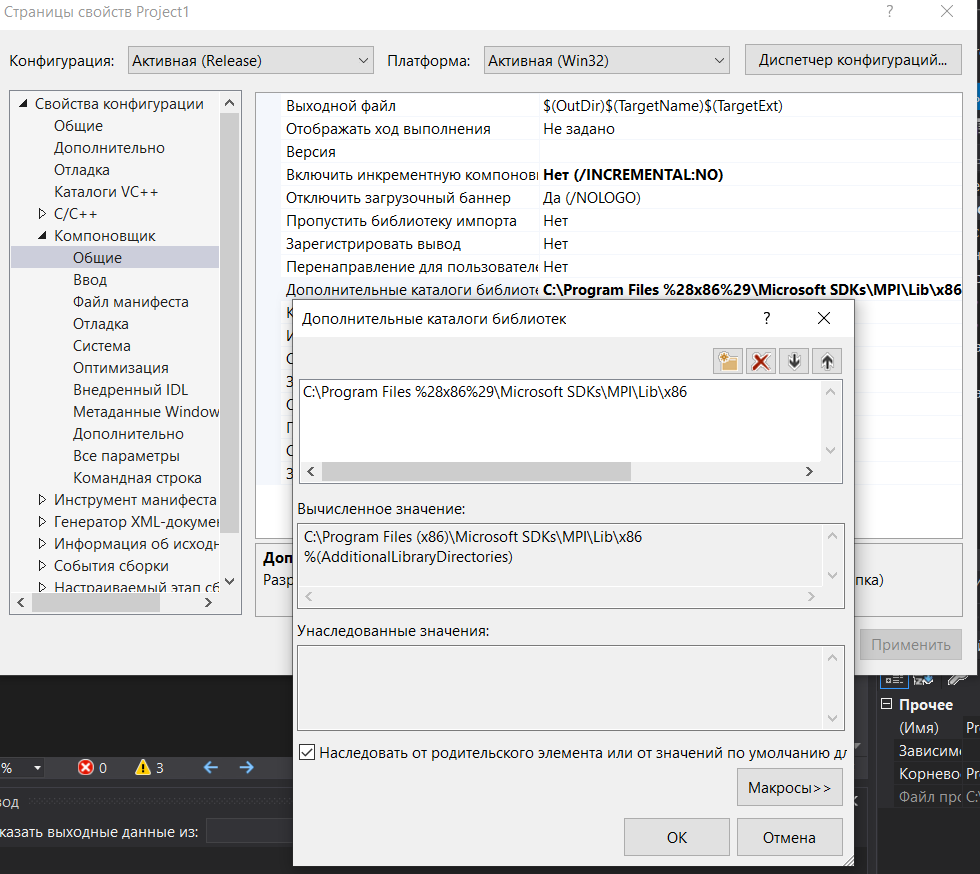 Страницы свойств Project1
?
Конфигурация: Активная (Release) Платформа: Активная (Win32) Диспетчер конфигураций...
Свойства конфигурации
Общие
Дополнительно
Отладка
Каталоги VC++
C/C++
Компоновщик
Общие
Ввод
Файл манифеста
Отладка
Система
Оптимизация
Внедренный IDL
Метаданные Window
Дополнительно
Все параметры
Командная строка
Инструмент манифеста
Генератор XML-докумен
Информация об исходн
События сборки
Настраиваемый этап сб
Выходной файл $(OutDir)$(TargetName)$(TargetExt)
Отображать ход выполнения Не задано
Версия
Включить инкрементную компонов Нет (/INCREMENTAL:NO)
Отключить загрузочный баннер Да (/NOLOGO)
Пропустить библиотеку импорта Нет
Зарегистрировать вывод Нет
Перенаправление для пользователе Нет
Дополнительные каталоги библиоте C:\Program Files %28x86%29\Microsoft SDKs\MPI\Lib\x86
Доп
Разр
пка)
Применить
Дополнительные каталоги библиотек
?
C:\Program Files %28x86%29\Microsoft SDKs\MPI\Lib\x86
Вычисленное значение:
C:\Program Files (x86)\Microsoft SDKs\MPI\Lib\x86
%(AdditionalLibraryDirectories)
Унаследованные значения:
Наследовать от родительского элемента или от значений по умолчанию дл
Макросы>>
ОК
Отмена
% 0 3
од
казать выходные данные из:
Прочее
(Имя) Pr
Зависим
Корнево Pr
Файл про C:\